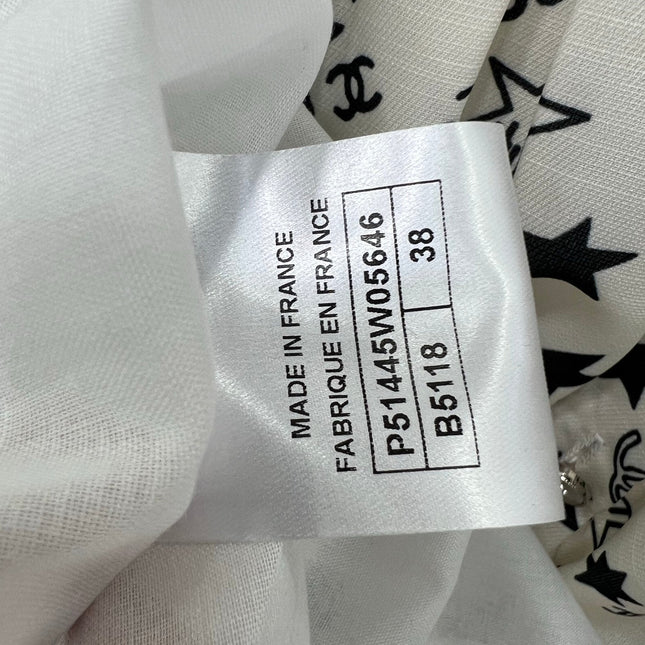 MADE IN FRANCE
FABRIQUE EN FRANCE
P51445W05646
B5118 38